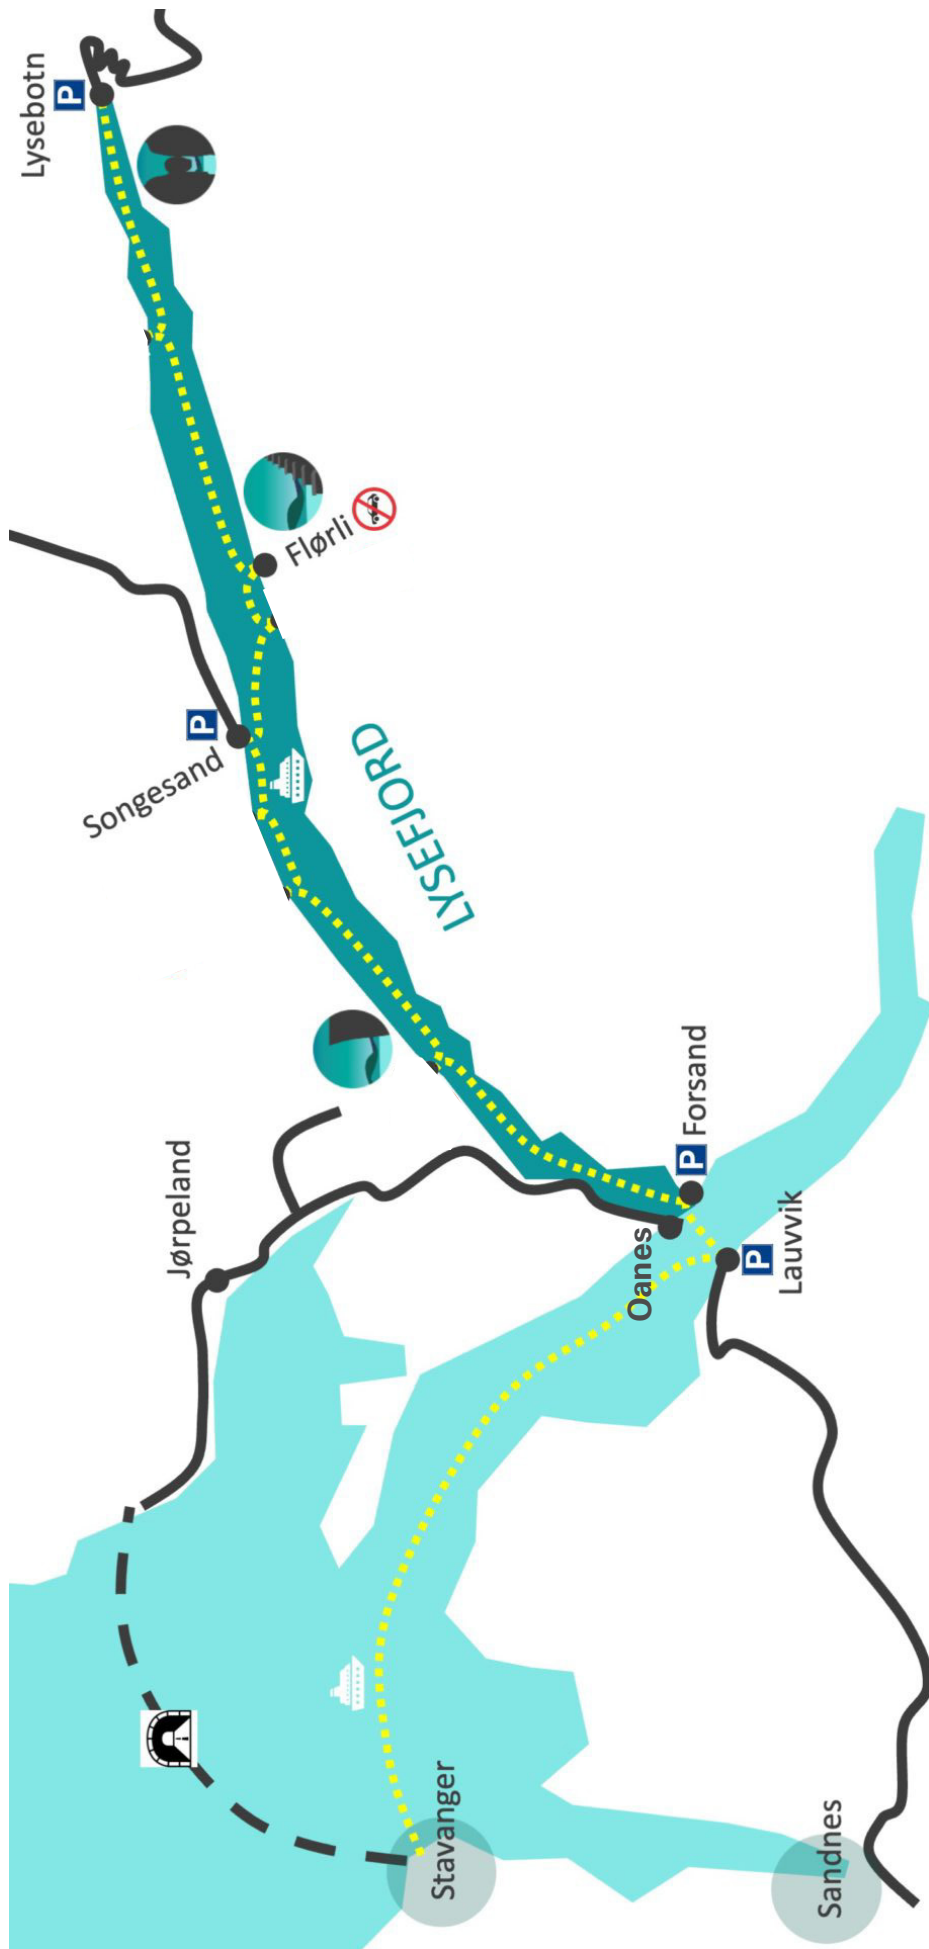 Lysebotn
P
Flørli
P
Songesand
LYSEFJORD
Jørpeland
Forsand
P
Oanes
Lauvvik
P
Stavanger
Sandnes